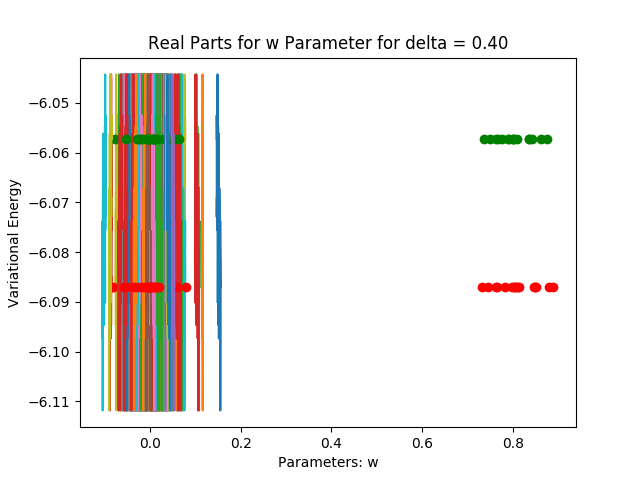 Real Parts for w Parameter for delta = 0.40
Variational Energy
−6.05
−6.06
−6.07
−6.08
−6.09
−6.10
−6.11
0.0 0.2 0.4 0.6 0.8
Parameters: w